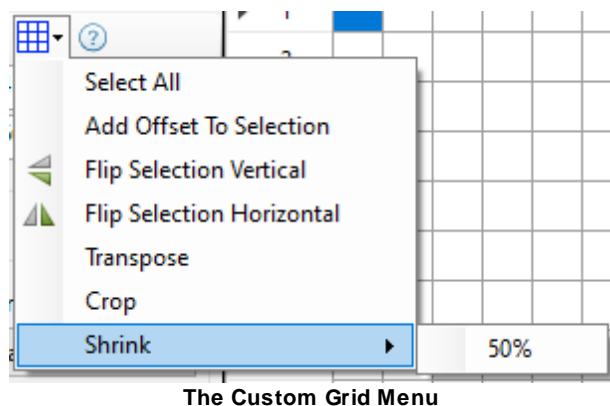 1
Select All
Add Offset To Selection
Flip Selection Vertical
Flip Selection Horizontal
Transpose
Crop
Shrink
50%
The Custom Grid Menu